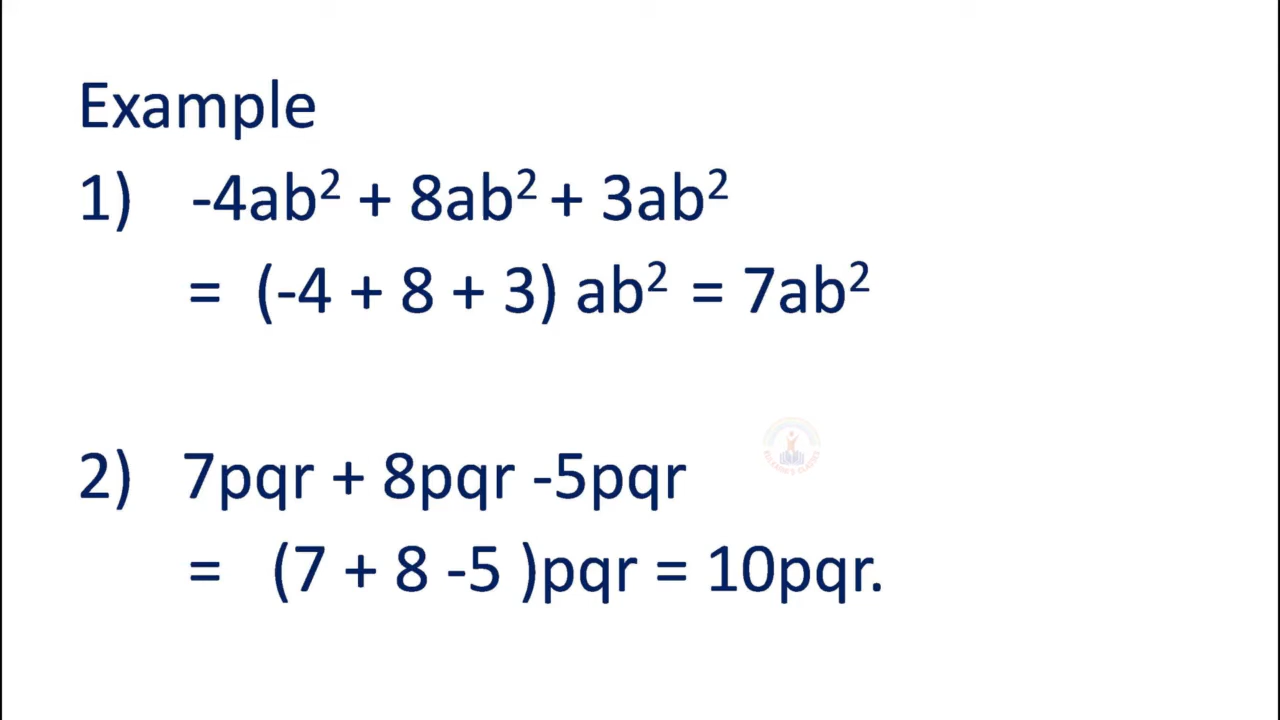 Example
1) -4ab² + 8ab² + 3ab²
= (-4 + 8 + 3) ab² = 7ab²
2) 7pqr + 8pqr -5pqr
= (7 + 8 -5 )pqr = 10pqr.